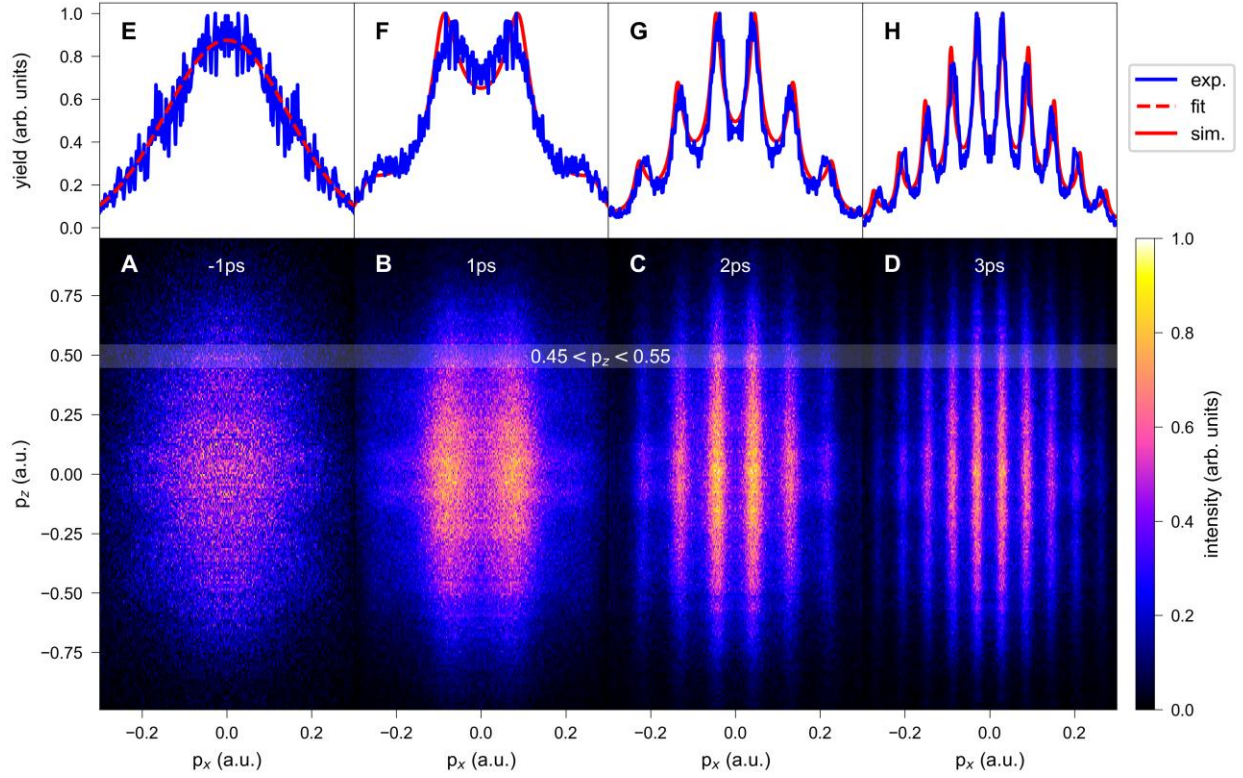 E
F
G
H
yield (arb. units)
1.0
0.8
0.6
0.4
0.2
0.0
exp.
fit
sim.
A
-1ps
B
1ps
C
2ps
D
3ps
0.45 < p_z < 0.55
p_z (a.u.)
0.75
0.50
0.25
0.00
−0.25
−0.50
−0.75
1.0
0.8
0.6
0.4
0.2
0.0
intensity (arb. units)
−0.2 0.0 0.2
−0.2 0.0 0.2
−0.2 0.0 0.2
−0.2 0.0 0.2
p_x (a.u.)
p_x (a.u.)
p_x (a.u.)
p_x (a.u.)